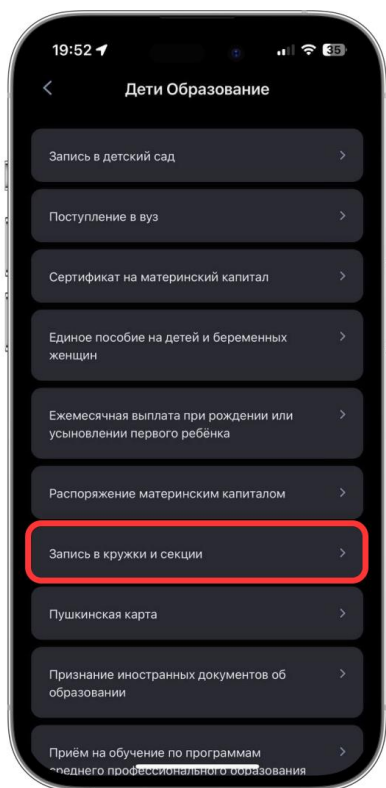 19:52
35
Дети Образование
Запись в детский сад
Поступление в вуз
Сертификат на материнский капитал
Единое пособие на детей и беременных
женщин
Ежемесячная выплата при рождении или
усыновлении первого ребёнка
Распоряжение материнским капиталом
Запись в кружки и секции
Пушкинская карта
Признание иностранных документов об
образовании
Приём на обучение по программам
среднего профессионального образования